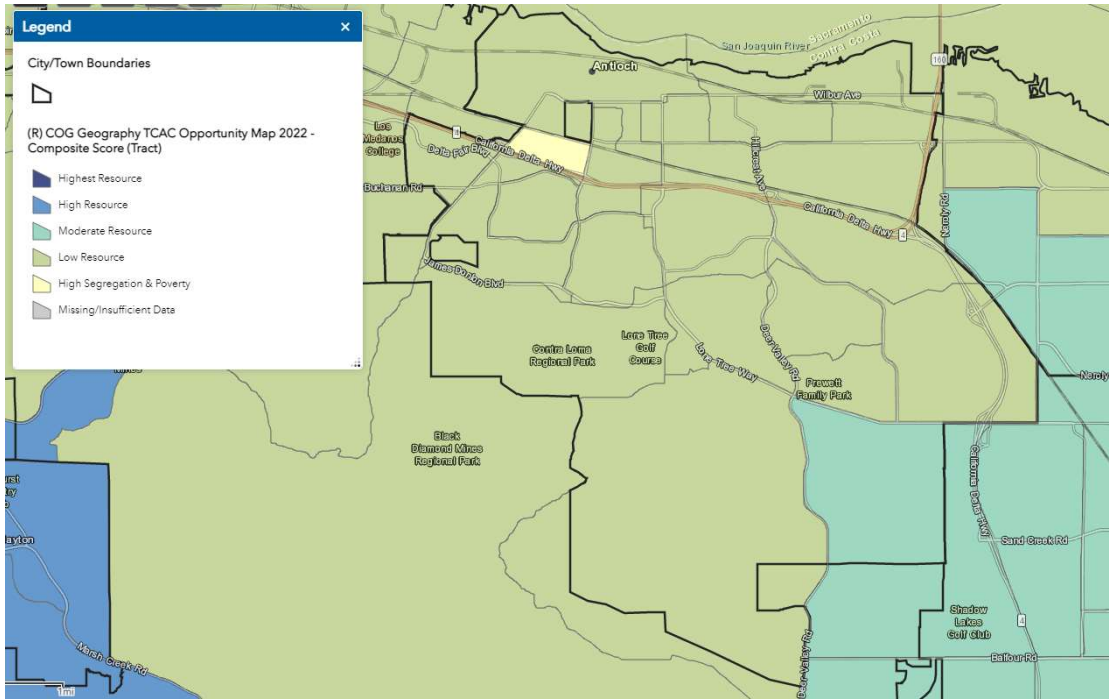 Legend
City/Town Boundaries
(R) COG Geography TCAC Opportunity Map 2022 -
Composite Score (Tract)
Highest Resource
High Resource
Moderate Resource
Low Resource
High Segregation & Poverty
Missing/Insufficient Data
Sacramento
Contra Costa
San Joaquin River
160
Antioch
Wilbur Ave
Los
Medanos
College
4
California Delta Hwy
Delta Fair Blvd
Hillcrest Ave
Buchanan Rd
California Delta Hwy
4
Neroly Rd
James Donlon Blvd
Contra Loma
Regional Park
Lone Tree
Golf
Course
Lone Tree Way
Deer Valley Rd
Prewett
Family Park
Neroly
Mines
Black
Diamond Mines
Regional Park
California Delta Hwy
Sand Creek Rd
Shadow
Lakes
Golf Club
4
Balfour Rd
Deer Valley Rd
Marsh Creek Rd
1mi